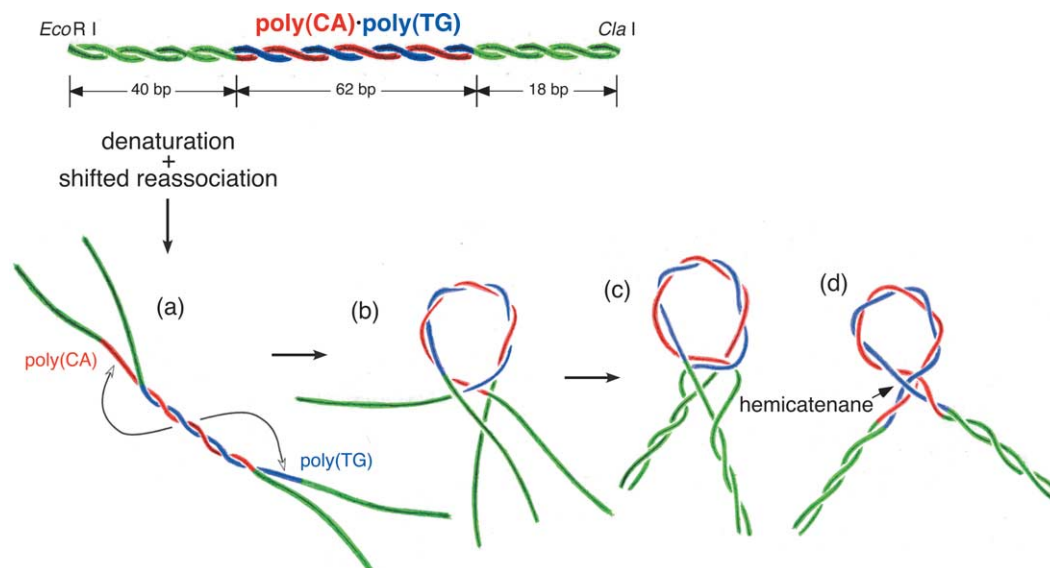 poly(CA)·poly(TG)
EcoR I
Cla I
40 bp
62 bp
18 bp
denaturation
+
shifted reassociation
(a)
(b)
(c)
(d)
poly(CA)
hemicatenane
poly(TG)